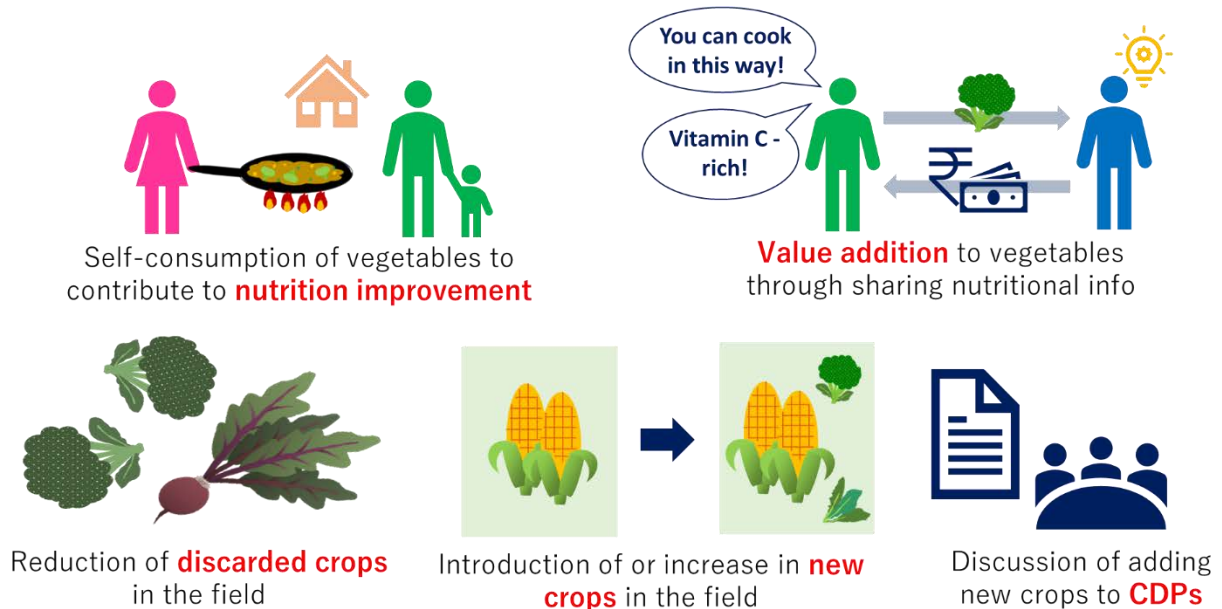 You can cook
in this way!
Vitamin C -
rich!
Self-consumption of vegetables to
contribute to nutrition improvement
Value addition to vegetables
through sharing nutritional info
Reduction of discarded crops
in the field
Introduction of or increase in new
crops in the field
Discussion of adding
new crops to CDPs